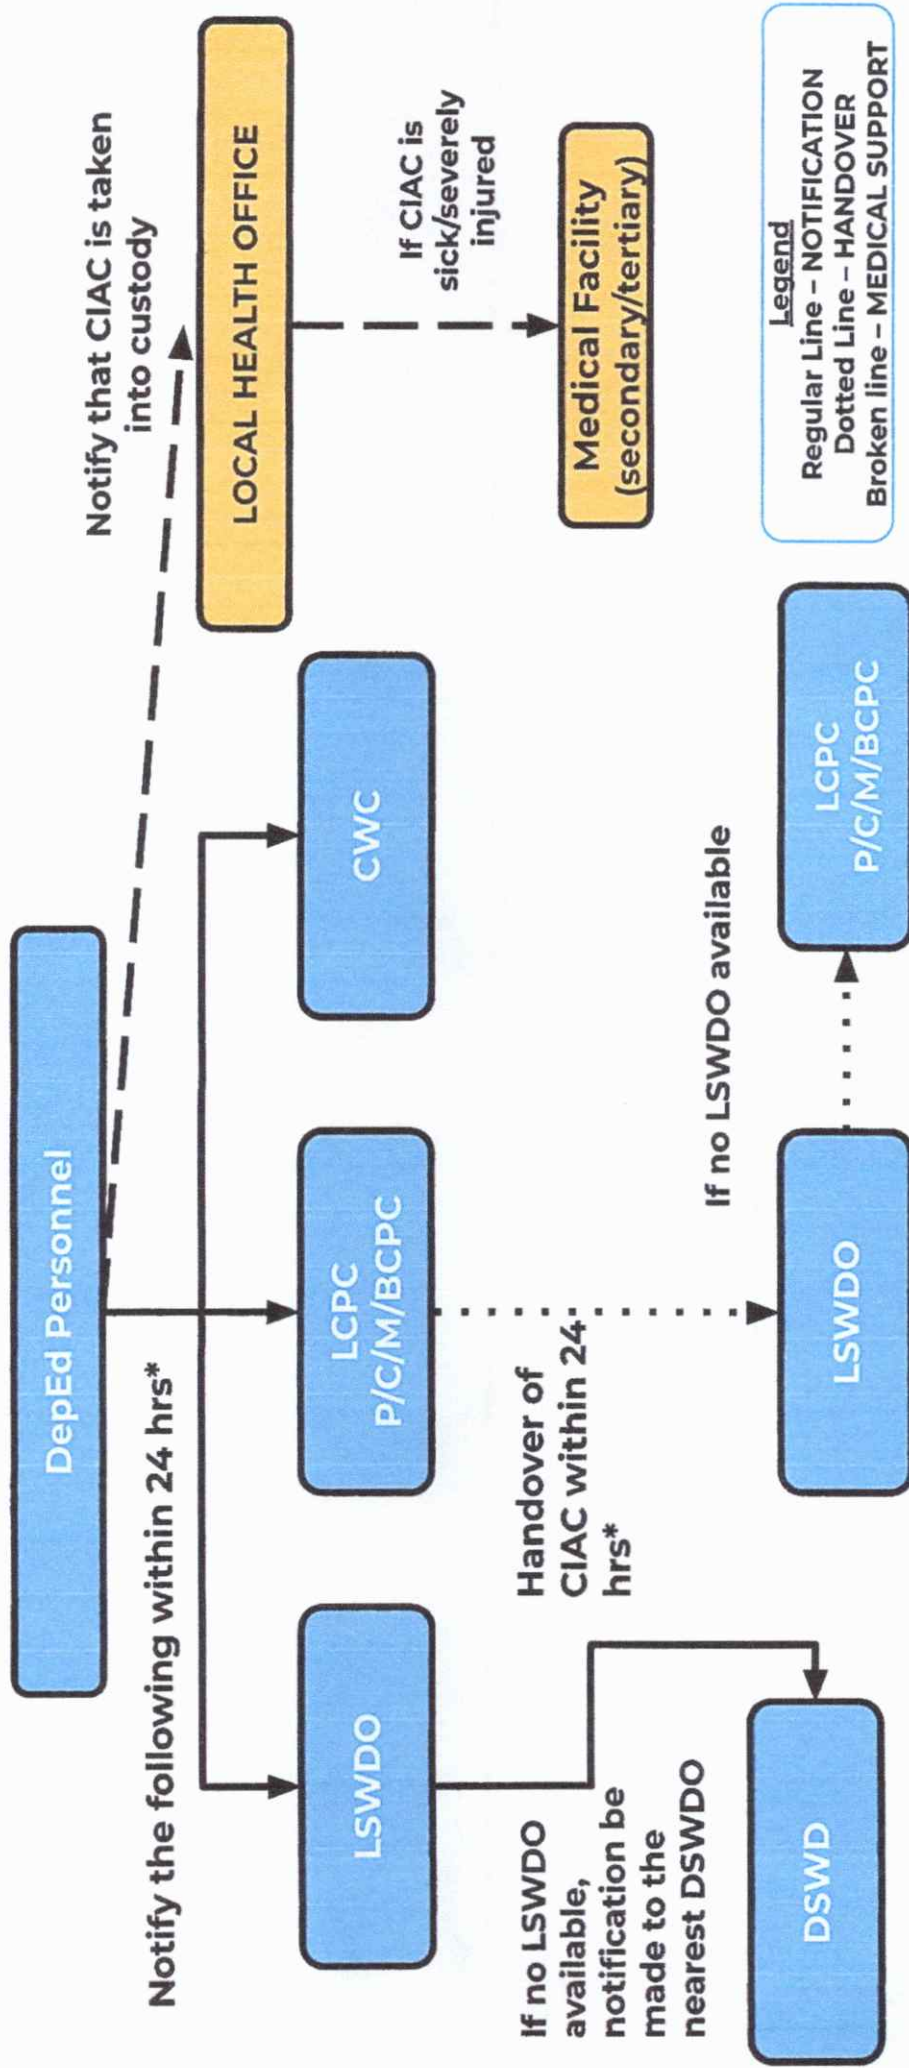 DepEd Personnel
Notify that CIAC is taken
into custody
Notify the following within 24 hrs*
LOCAL HEALTH OFFICE
LSWDO
LCPC
P/C/M/BCPC
CWC
If CIAC is
sick/severely
injured
If no LSWDO
available,
notification be
made to the
nearest DSWDO
Handover of
CIAC within 24
hrs*
Medical Facility
(secondary/tertiary)
If no LSWDO available
DSWD
LSWDO
LCPC
P/C/M/BCPC
Legend
Regular Line – NOTIFICATION
Dotted Line – HANDOVER
Broken line – MEDICAL SUPPORT